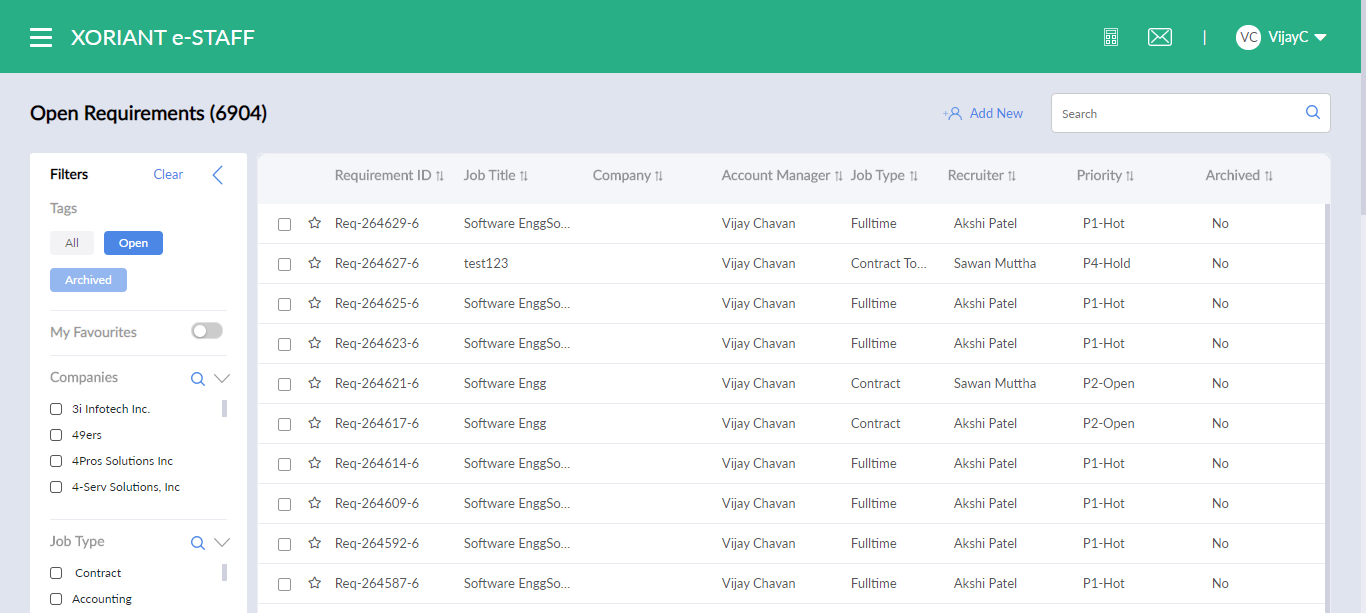 XORIANT e-STAFF
| VC VijayC
Open Requirements (6904)
Add New
Search
Filters Clear
Tags
All Open
Archived
My Favourites
Companies
3i Infotech Inc.
49ers
4Pros Solutions Inc
4-Serv Solutions, Inc
Job Type
Contract
Accounting
Requirement ID Job Title Company Account Manager Job Type Recruiter Priority Archived
Req-264629-6 Software EnggSo... Vijay Chavan Fulltime Akshi Patel P1-Hot No
Req-264627-6 test123 Vijay Chavan Contract To... Sawan Muttha P4-Hold No
Req-264625-6 Software EnggSo... Vijay Chavan Fulltime Akshi Patel P1-Hot No
Req-264623-6 Software EnggSo... Vijay Chavan Fulltime Akshi Patel P1-Hot No
Req-264621-6 Software Engg Vijay Chavan Contract Sawan Muttha P2-Open No
Req-264617-6 Software Engg Vijay Chavan Contract Akshi Patel P2-Open No
Req-264614-6 Software EnggSo... Vijay Chavan Fulltime Akshi Patel P1-Hot No
Req-264609-6 Software EnggSo... Vijay Chavan Fulltime Akshi Patel P1-Hot No
Req-264592-6 Software EnggSo... Vijay Chavan Fulltime Akshi Patel P1-Hot No
Req-264587-6 Software EnggSo... Vijay Chavan Fulltime Akshi Patel P1-Hot No